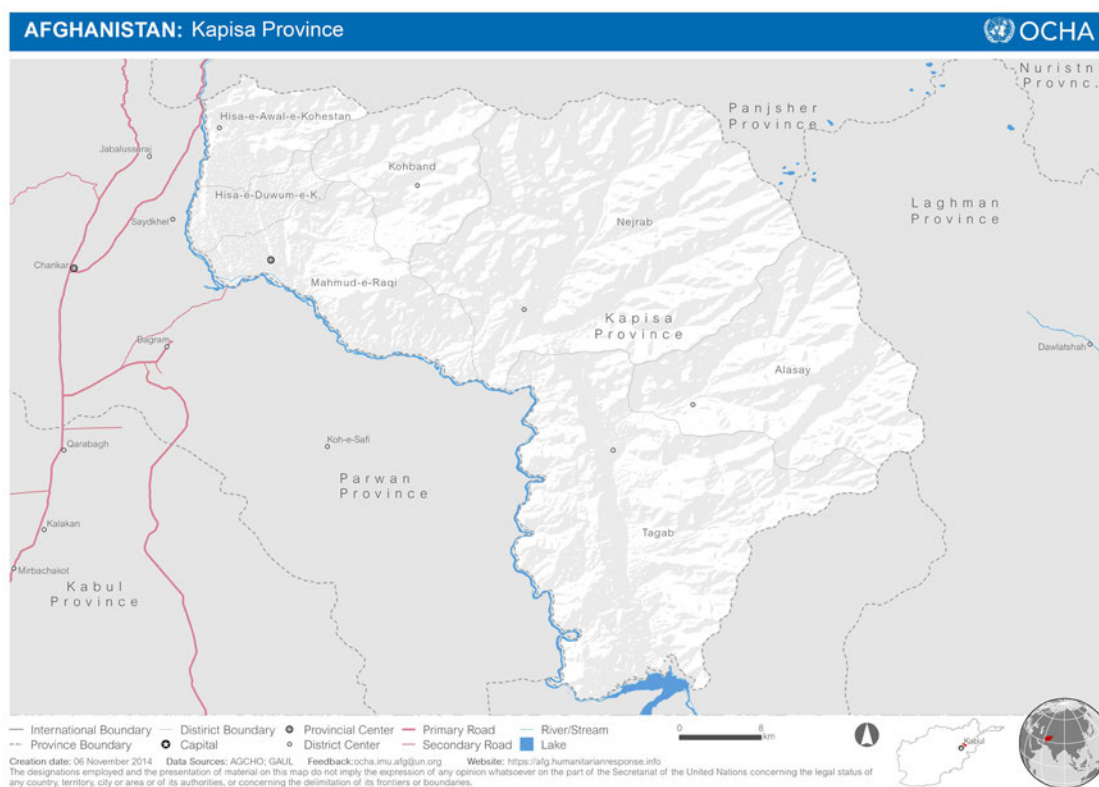 AFGHANISTAN: Kapisa Province
OCHA
Nuristn
Provnc.
Panjsher
Province
Hisa-e-Awal-e-Kohestan
Jabalussaraj
Kohband
Hisa-e-Duwum-e-K.
Laghman
Province
Saydkhel
Nejrab
Charikar
Mahmud-e-Raqi
Kapisa
Province
Bagram
Dawlatshah
Alasay
Koh-e-Safi
Qarabagh
Parwan
Province
Kalakan
Tagab
Mirbachakot
Kabul
Province
International Boundary
District Boundary
Provincial Center
Primary Road
River/Stream
0 8
km
Province Boundary
Capital
District Center
Secondary Road
Lake
Kabul
Creation date: 06 November 2014 Data Sources: AGCHO; GAUL Feedback:ocha.imu.afg@un.org Website: https://afg.humanitarianresponse.info
The designations employed and the presentation of material on this map do not imply the expression of any opinion whatsoever on the part of the Secretariat of the United Nations concerning the legal status of
any country, territory, city or area or of its authorities, or concerning the delimitation of its frontiers or boundaries.